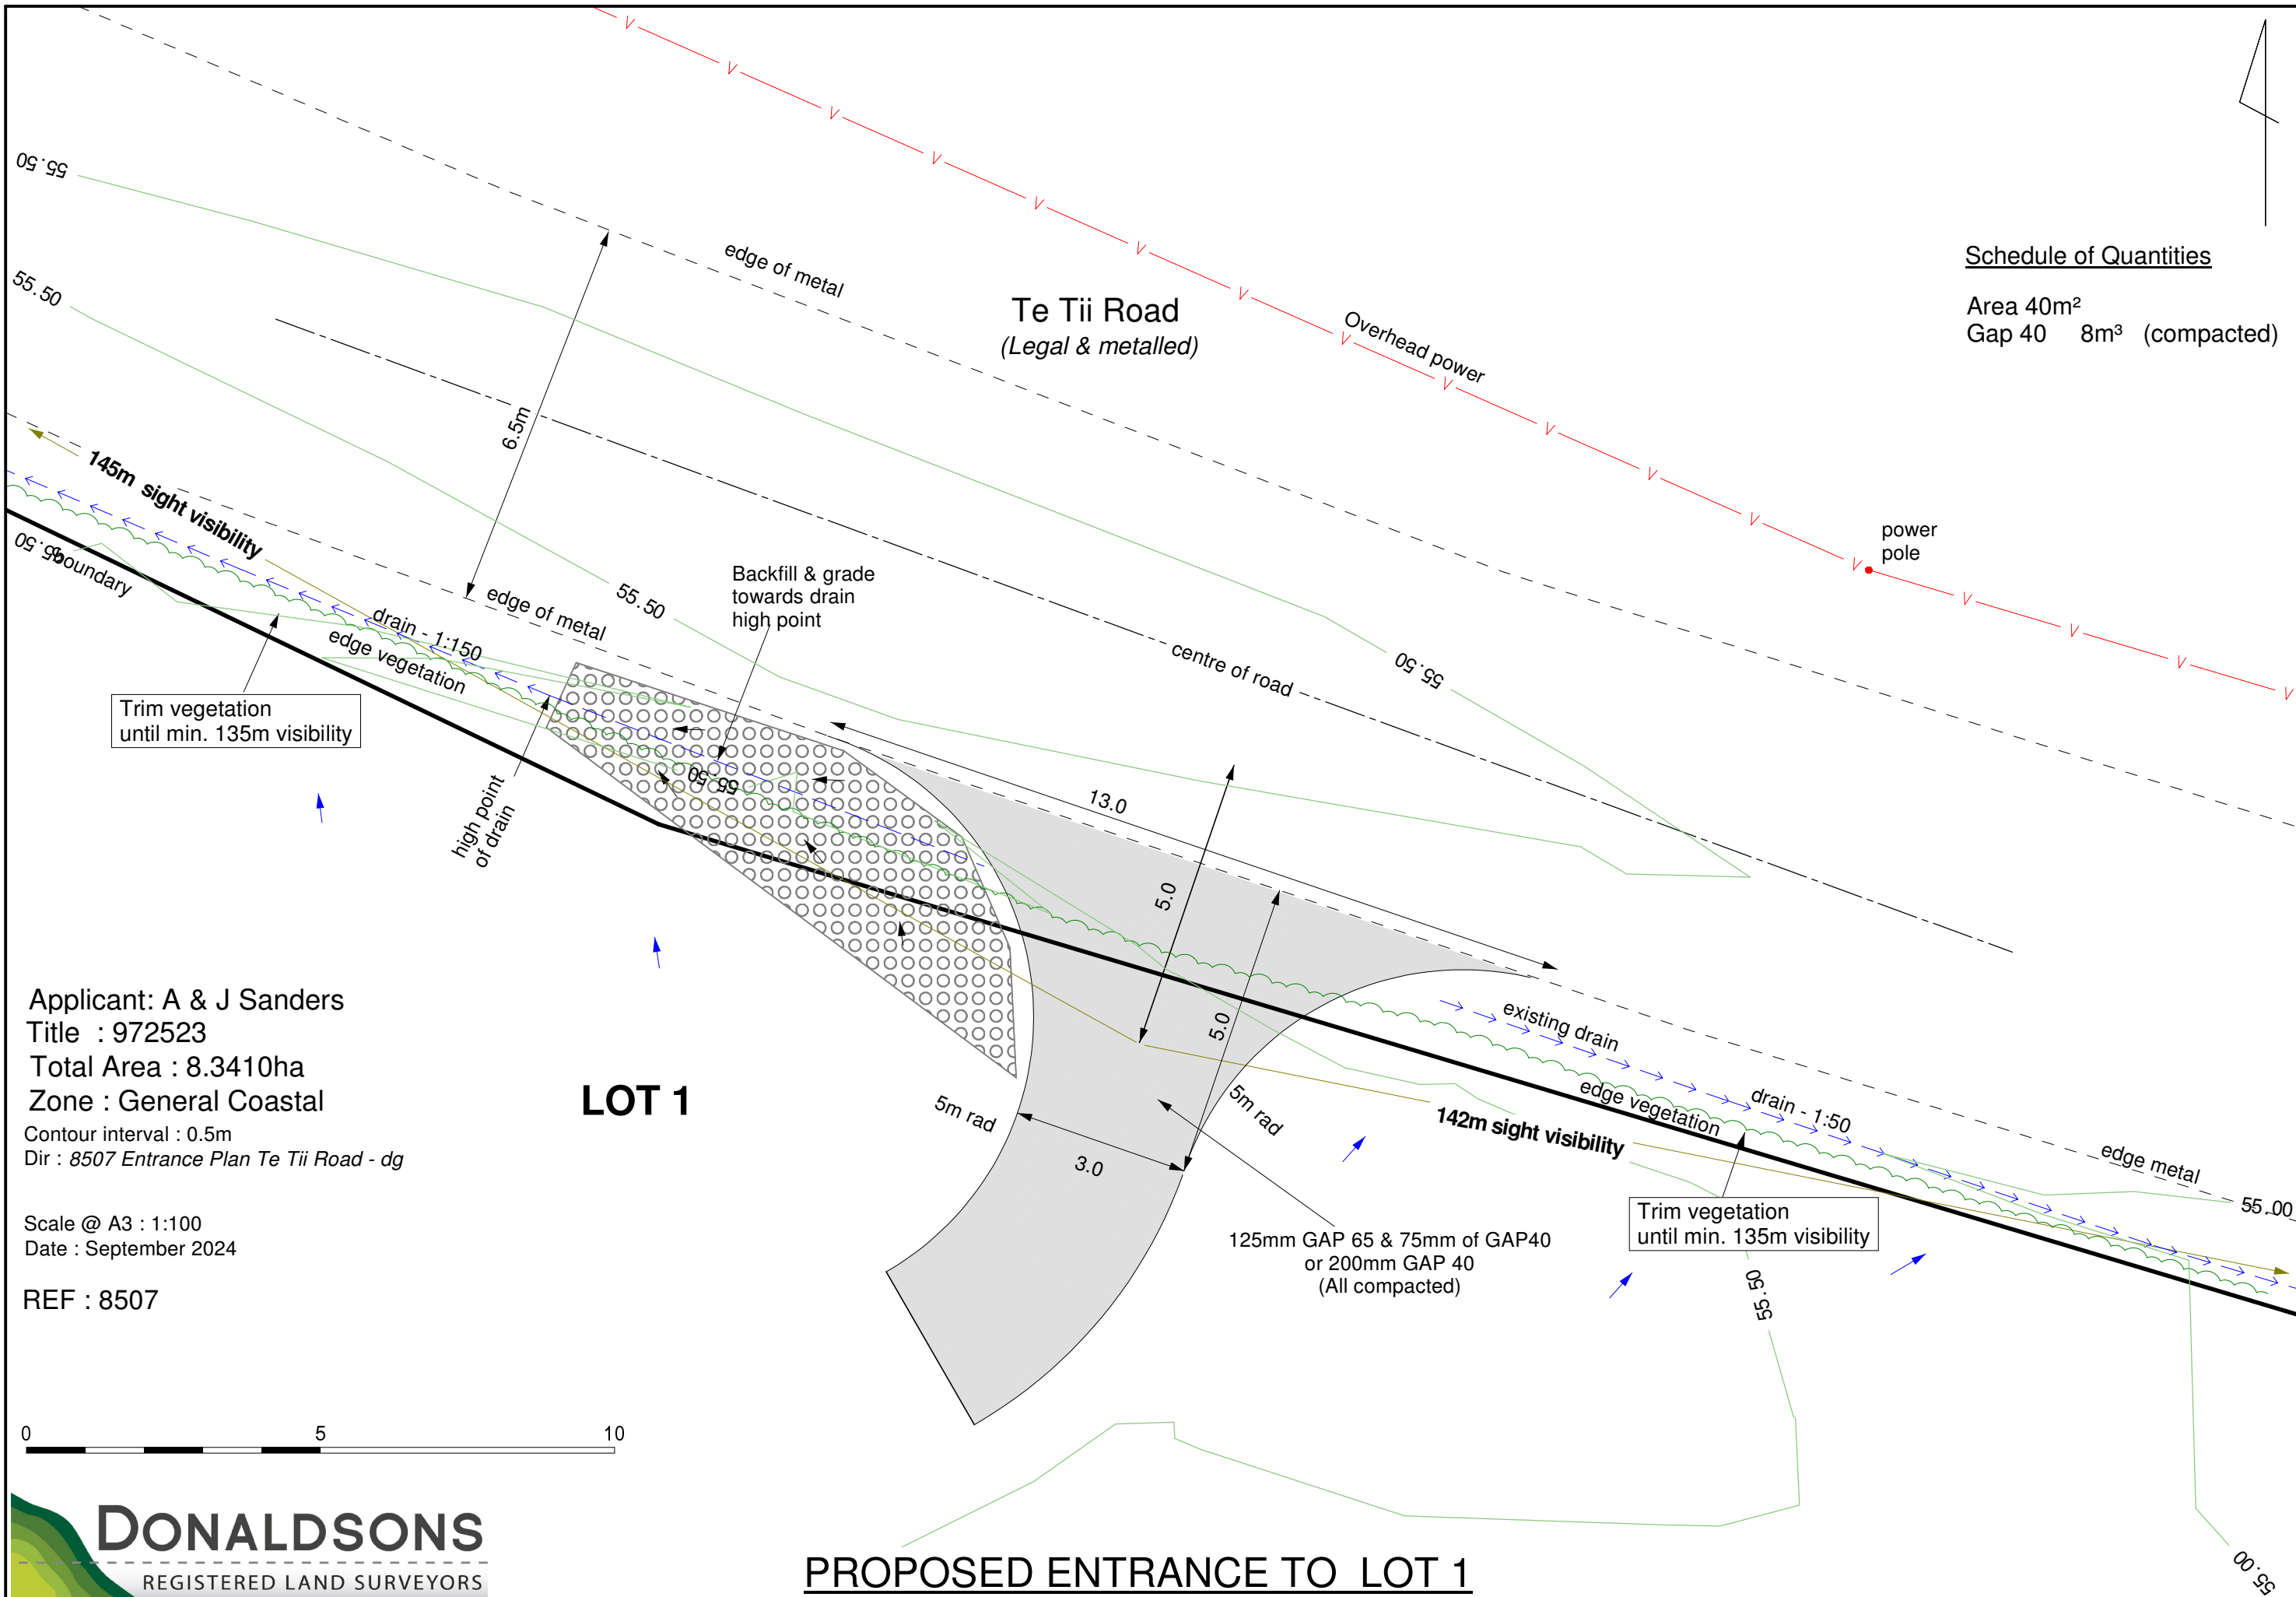 55.50
55.50
edge of metal
Te Tii Road
(Legal & metalled)
Overhead power
Schedule of Quantities
Area 40m²
Gap 40 8m³ (compacted)
6.5m
145m sight visibility
55.50
boundary
drain - 1:150
edge vegetation
edge of metal
55.50
Backfill & grade
towards drain
high point
centre of road
55.50
power
pole
Trim vegetation
until min. 135m visibility
high point
of drain
55.50
13.0
5.0
5.0
existing drain
drain - 1:50
edge vegetation
edge metal
55.00
142m sight visibility
5m rad
5m rad
3.0
Trim vegetation
until min. 135m visibility
125mm GAP 65 & 75mm of GAP40
or 200mm GAP 40
(All compacted)
55.50
55.00
LOT 1
Applicant: A & J Sanders
Title : 972523
Total Area : 8.3410ha
Zone : General Coastal
Contour interval : 0.5m
Dir : 8507 Entrance Plan Te Tii Road - dg
Scale @ A3 : 1:100
Date : September 2024
REF : 8507
0 5 10
DONALDSONS
REGISTERED LAND SURVEYORS
PROPOSED ENTRANCE TO LOT 1
V V V V V V V V V V V V V V V V V